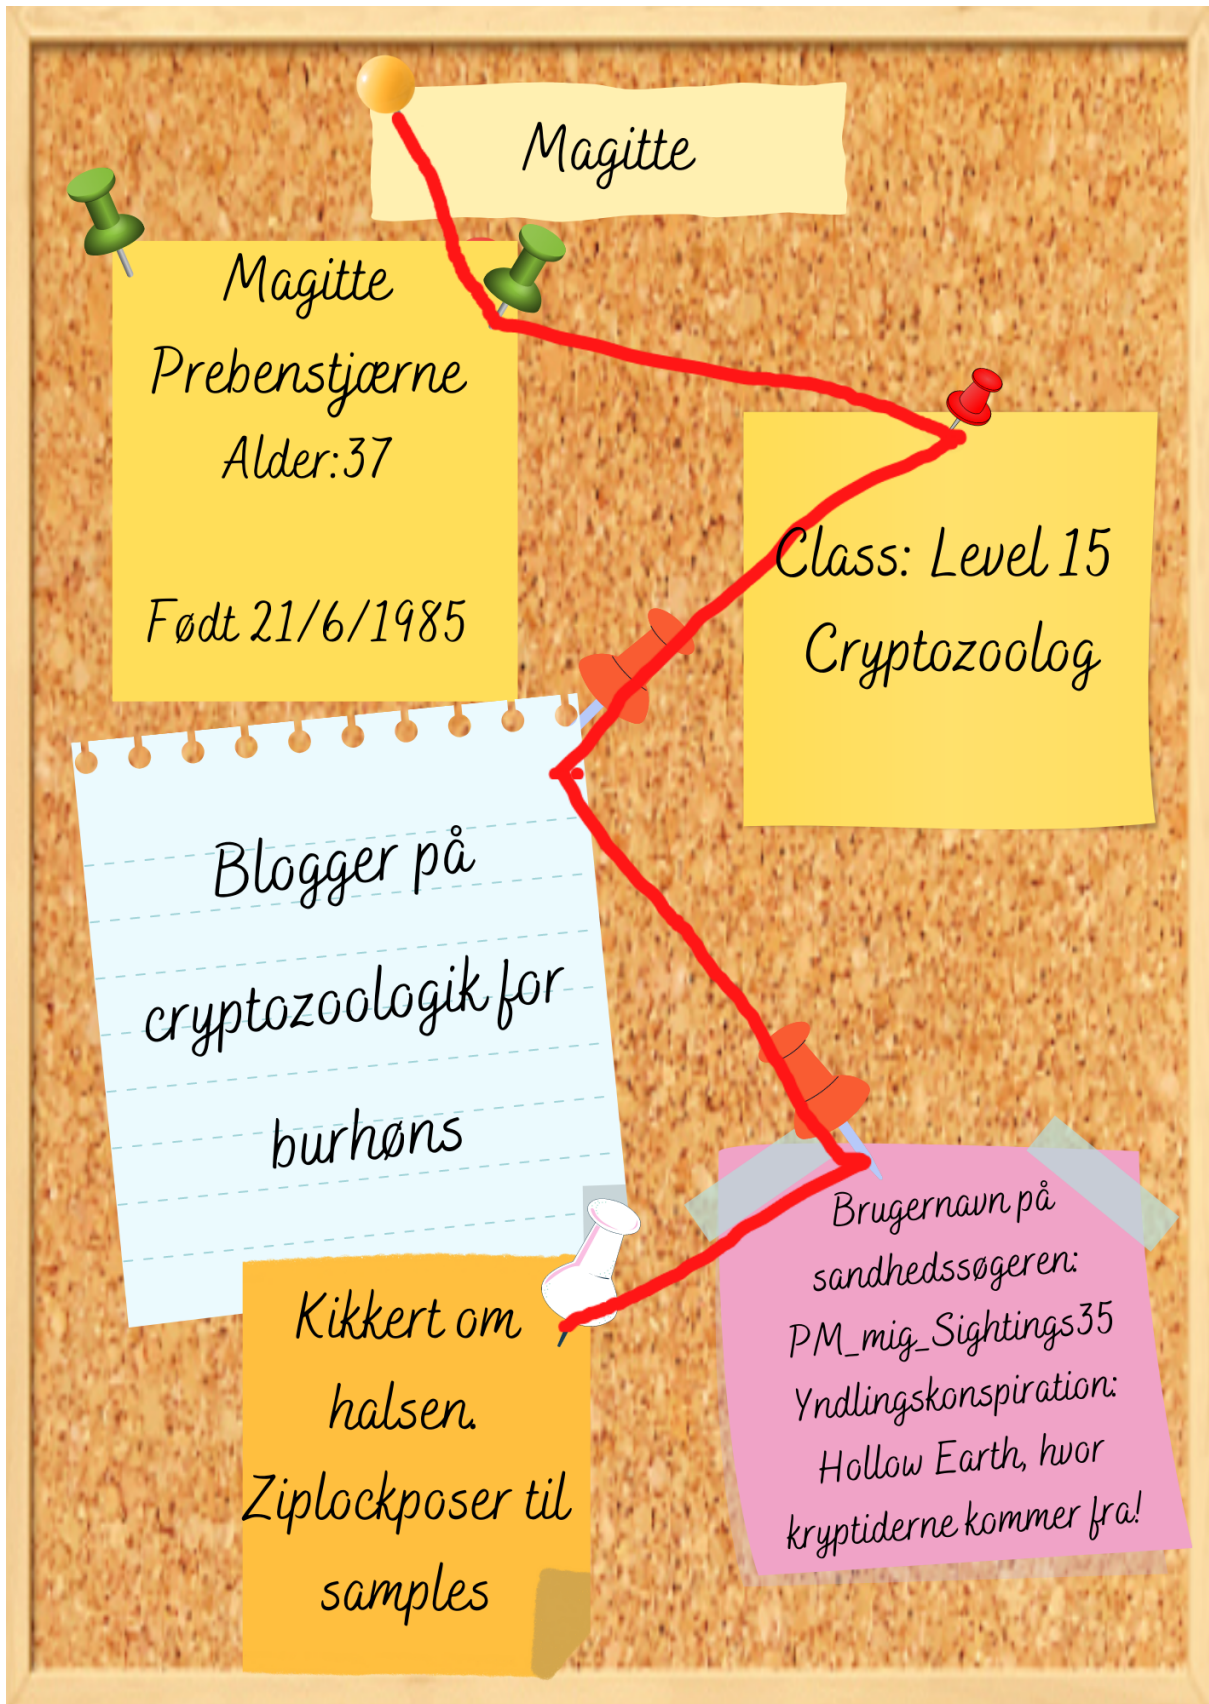 Magitte
Magitte
Prebenstjærne
Alder:37
Født 21/6/1985
Class: Level 15
Cryptozoolog
Blogger på
cryptozoologik for
burhøns
Brugernavn på
sandhedssøgeren:
PM_mig_Sightings35
Yndlingskonspiration:
Hollow Earth, hvor
kryptiderne kommer fra!
Kikkert om
halsen.
Ziplockposer til
samples